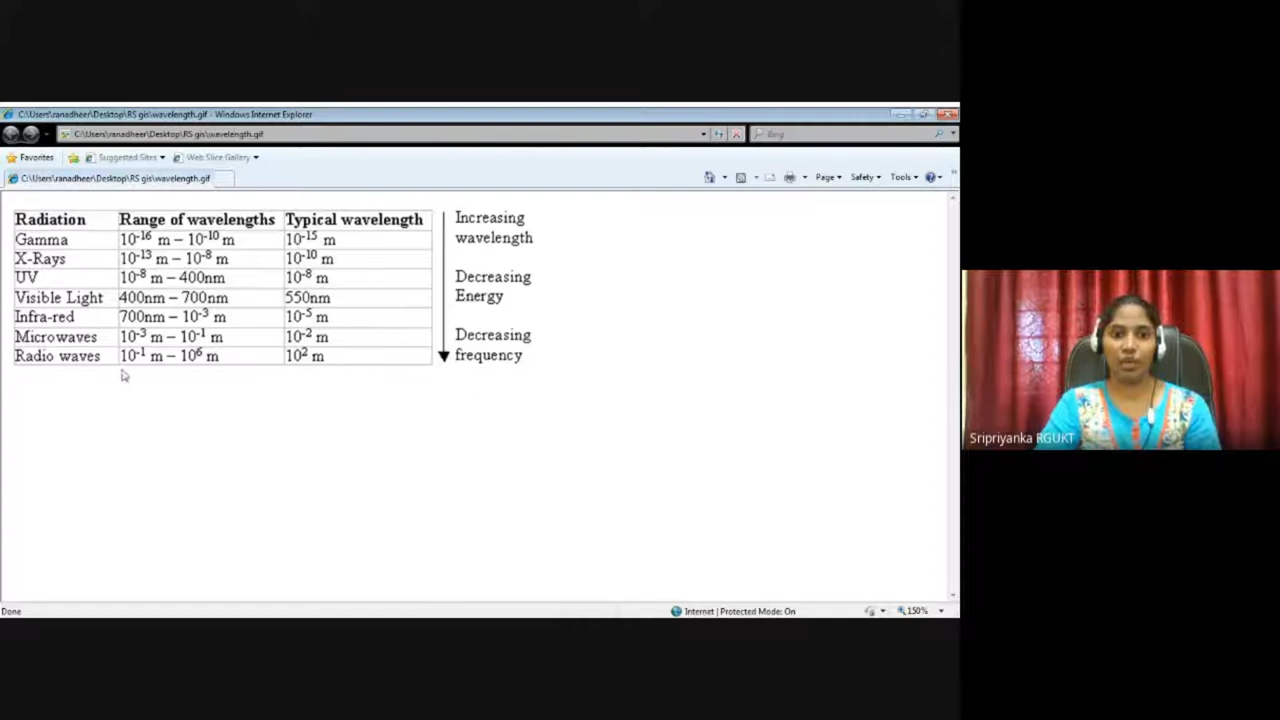 C:\Users\ranadheer\Desktop\RS gis\wavelength.gif - Windows Internet Explorer
C:\Users\ranadheer\Desktop\RS gis\wavelength.gif
Bing
Favorites Suggested Sites Web Slice Gallery
C:\Users\ranadheer\Desktop\RS gis\wavelength.gif
Page Safety Tools
Radiation Range of wavelengths Typical wavelength
Gamma 10⁻¹⁶ m – 10⁻¹⁰ m 10⁻¹⁵ m
X-Rays 10⁻¹³ m – 10⁻⁸ m 10⁻¹⁰ m
UV 10⁻⁸ m – 400nm 10⁻⁸ m
Visible Light 400nm – 700nm 550nm
Infra-red 700nm – 10⁻³ m 10⁻⁵ m
Microwaves 10⁻³ m – 10⁻¹ m 10⁻² m
Radio waves 10⁻¹ m – 10⁶ m 10² m
Increasing
wavelength
Decreasing
Energy
Decreasing
frequency
Sripriyanka RGUKT
Done Internet | Protected Mode: On 150%